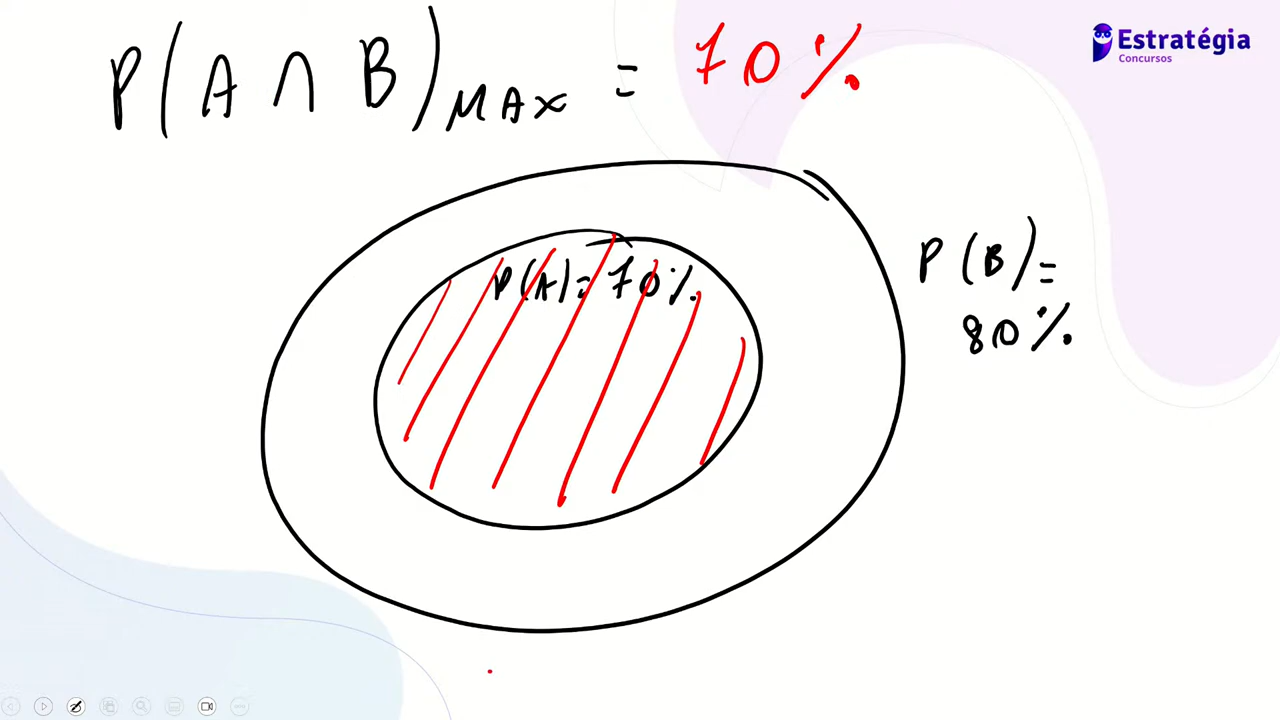 P(A ∩ B)MAX = 70%
Estratégia
Concursos
P(A)= 70%
P(B)=
80%